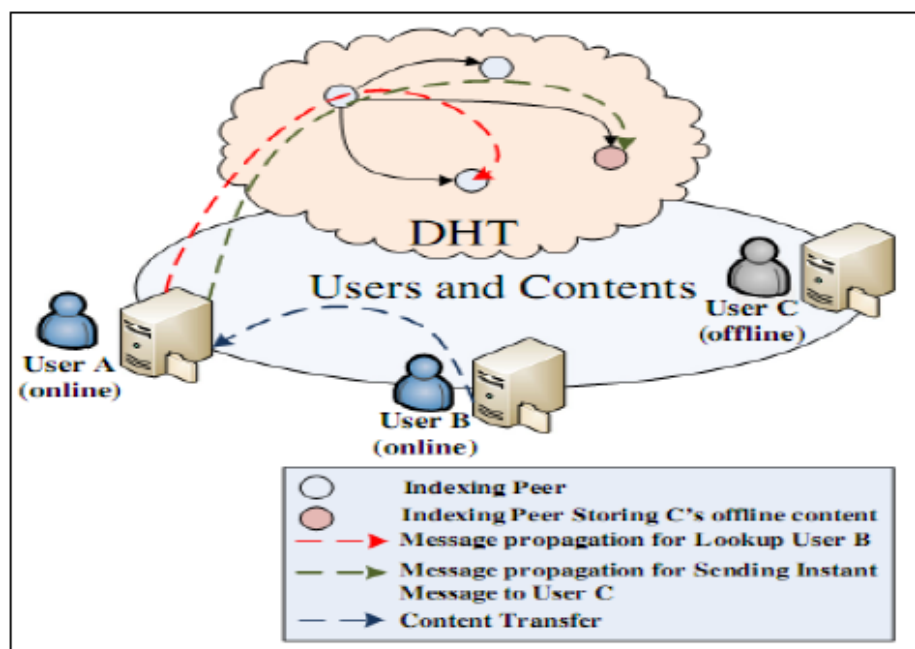 DHT
Users and Contents
User C
(offline)
User A
(online)
User B
(online)
Indexing Peer
Indexing Peer Storing C's offline content
Message propagation for Lookup User B
Message propagation for Sending Instant
Message to User C
Content Transfer